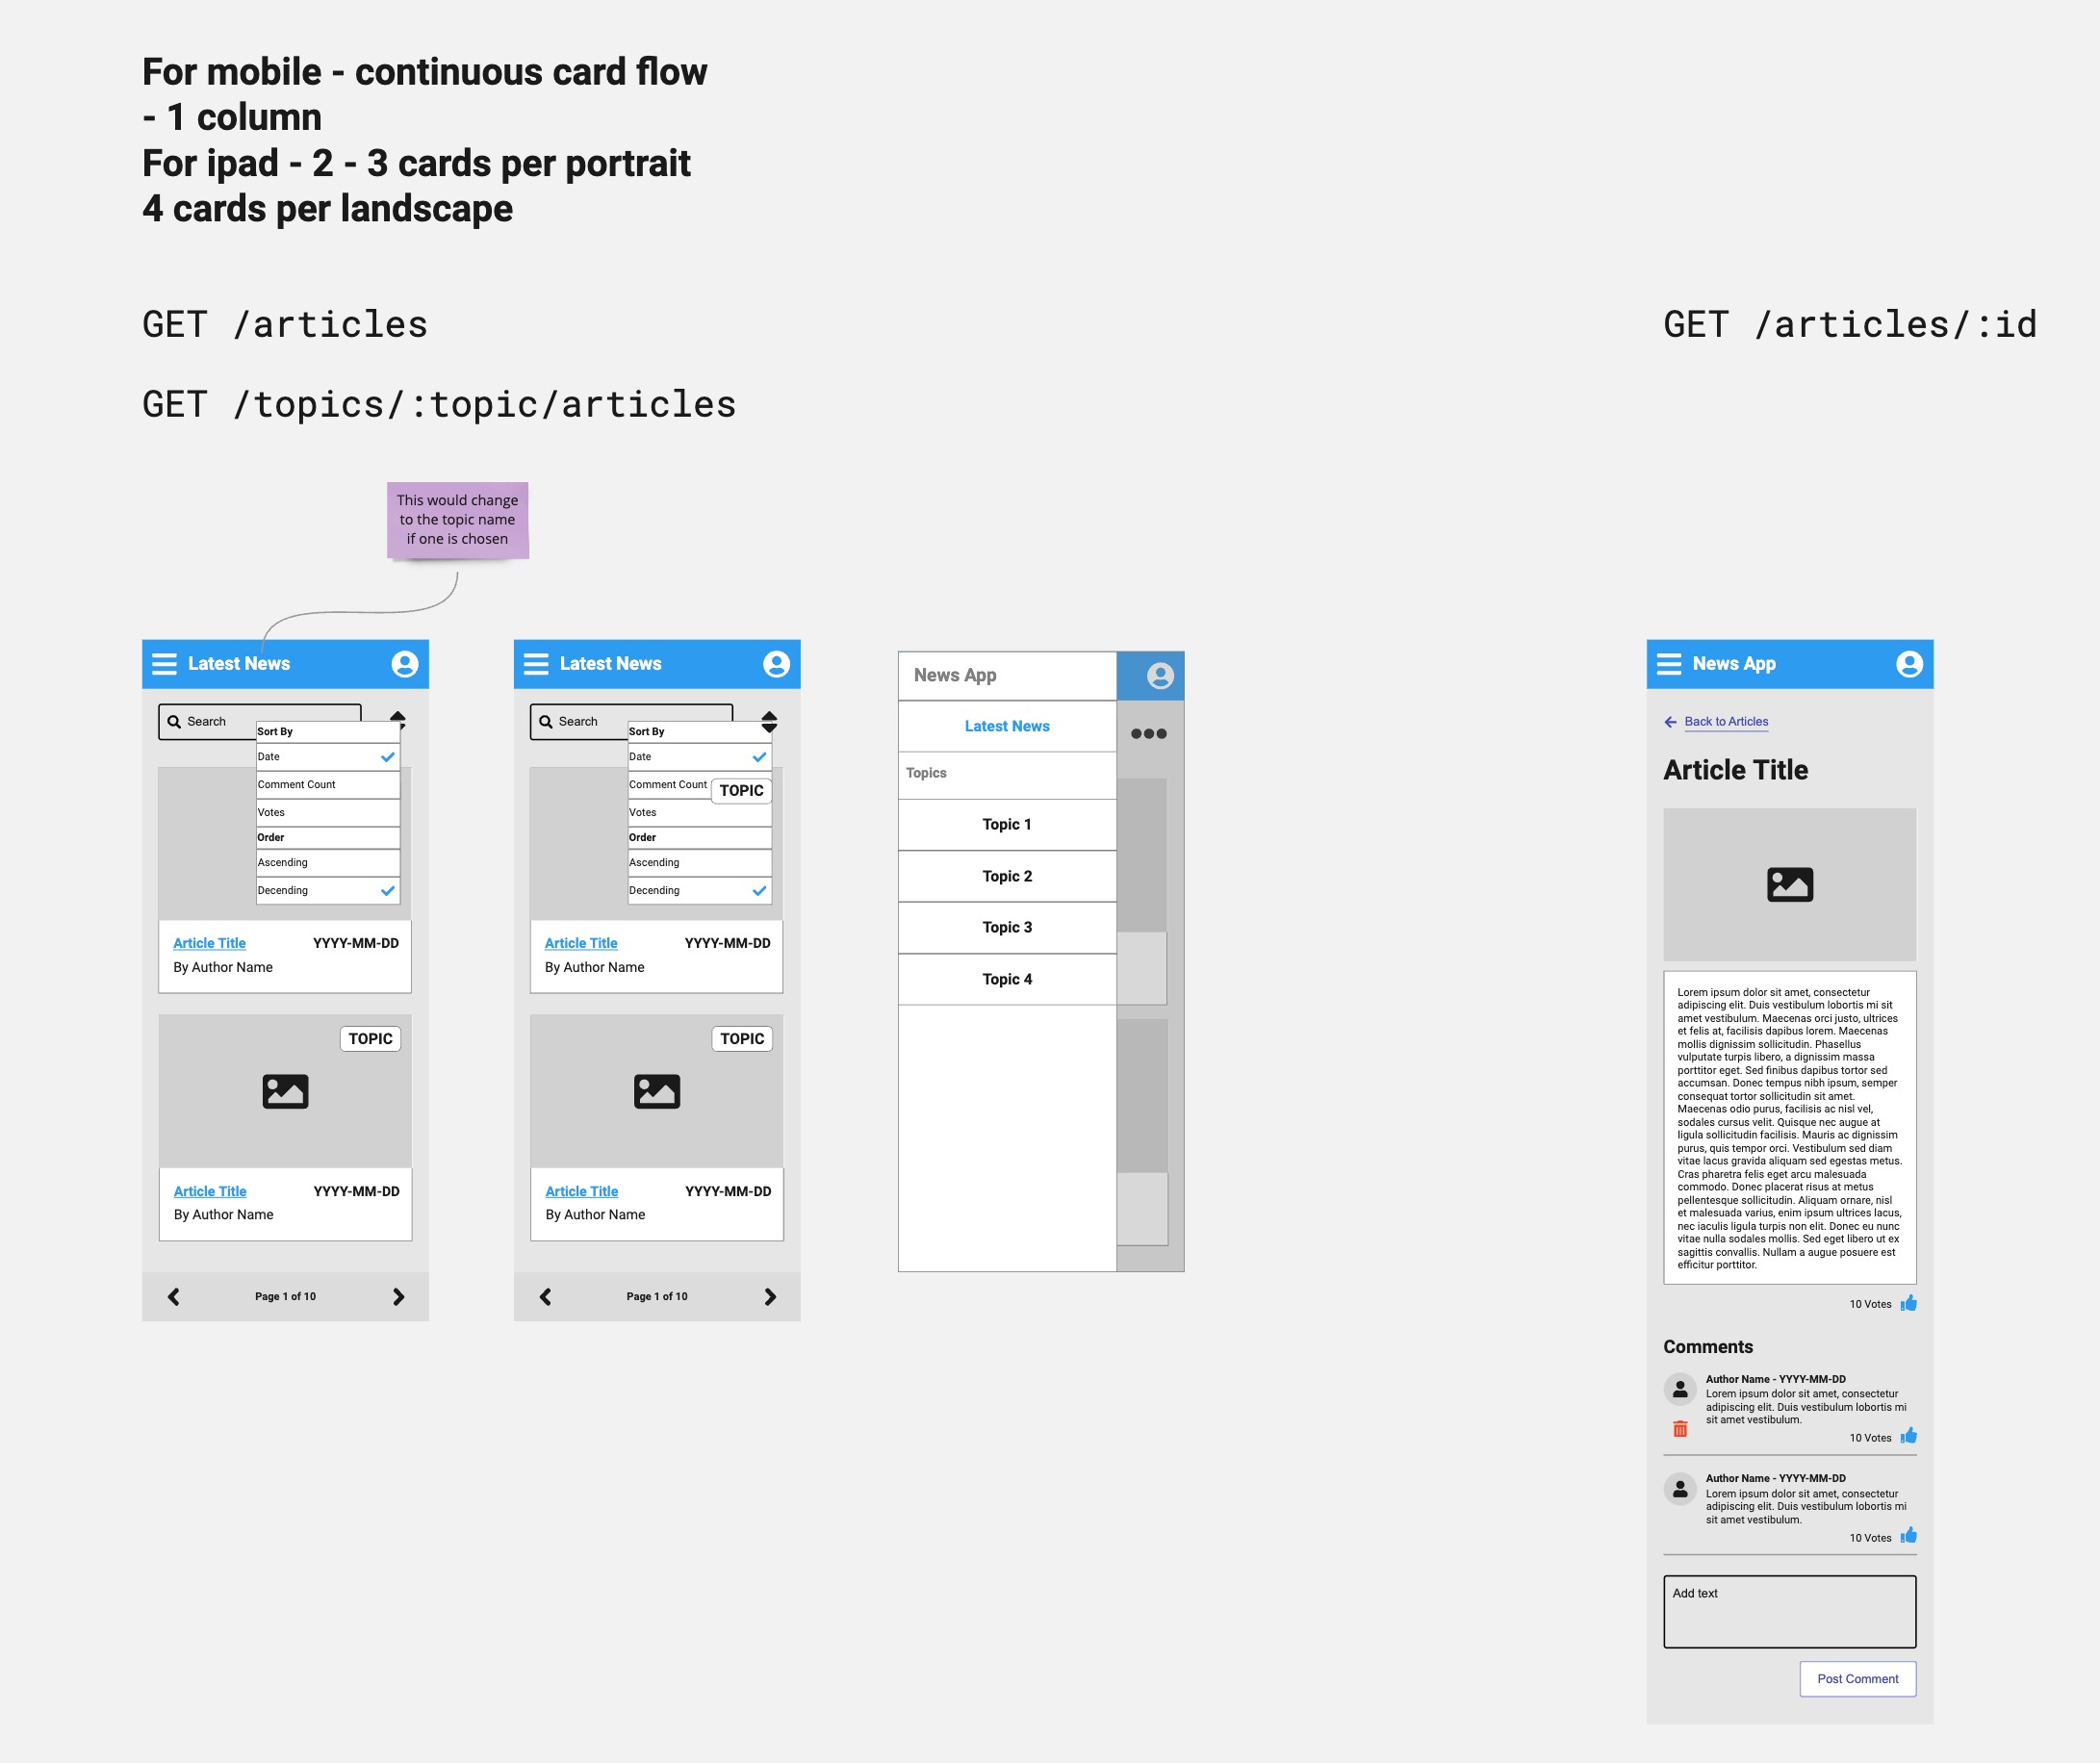 For mobile - continuous card flow
- 1 column
For ipad - 2 - 3 cards per portrait
4 cards per landscape
GET /articles
GET /topics/:topic/articles
GET /articles/:id
This would change
to the topic name
if one is chosen
Latest News
Search
Sort By
Date
Comment Count
Votes
Order
Ascending
Decending
Article Title YYYY-MM-DD
By Author Name
TOPIC
Article Title YYYY-MM-DD
By Author Name
Page 1 of 10
Latest News
Search
Sort By
Date
Comment Count
TOPIC
Votes
Order
Ascending
Decending
Article Title YYYY-MM-DD
By Author Name
TOPIC
Article Title YYYY-MM-DD
By Author Name
Page 1 of 10
News App
Latest News
Topics
Topic 1
Topic 2
Topic 3
Topic 4
News App
Back to Articles
Article Title
Lorem ipsum dolor sit amet, consectetur
adipiscing elit. Duis vestibulum lobortis mi sit
amet vestibulum. Maecenas orci justo, ultrices
et felis at, facilisis dapibus lorem. Maecenas
mollis dignissim sollicitudin. Phasellus
vulputate turpis libero, a dignissim massa
porttitor eget. Sed finibus dapibus tortor sed
accumsan. Donec tempus nibh ipsum, semper
consequat tortor sollicitudin sit amet.
Maecenas odio purus, facilisis ac nisl vel,
sodales cursus velit. Quisque nec augue at
ligula sollicitudin facilisis. Mauris ac dignissim
purus, quis tempor orci. Vestibulum sed diam
vitae lacus gravida aliquam sed egestas metus.
Cras pharetra felis eget arcu malesuada
commodo. Donec placerat risus at metus
pellentesque sollicitudin. Aliquam ornare, nisl
et malesuada varius, enim ipsum ultrices lacus,
nec iaculis ligula turpis non elit. Donec eu nunc
vitae nulla sodales mollis. Sed eget libero ut ex
sagittis convallis. Nullam a augue posuere est
efficitur porttitor.
10 Votes
Comments
Author Name - YYYY-MM-DD
Lorem ipsum dolor sit amet, consectetur
adipiscing elit. Duis vestibulum lobortis mi
sit amet vestibulum.
10 Votes
Author Name - YYYY-MM-DD
Lorem ipsum dolor sit amet, consectetur
adipiscing elit. Duis vestibulum lobortis mi
sit amet vestibulum.
10 Votes
Add text
Post Comment